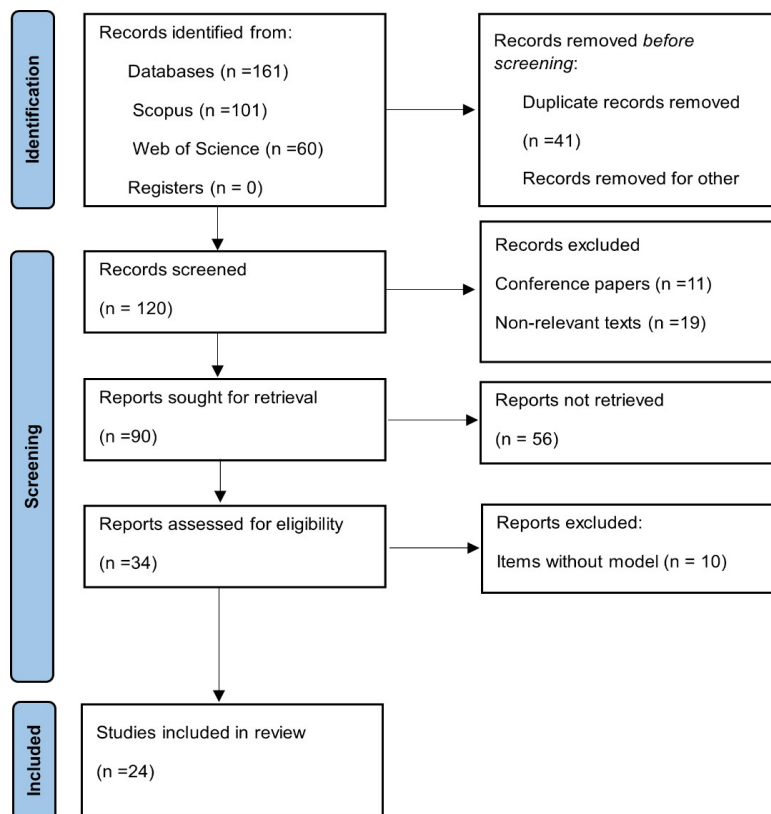 Identification
Records identified from:
Databases (n =161)
Scopus (n =101)
Web of Science (n =60)
Registers (n = 0)
Records removed before
screening:
Duplicate records removed
(n =41)
Records removed for other
Screening
Records screened
(n = 120)
Records excluded
Conference papers (n =11)
Non-relevant texts (n =19)
Reports sought for retrieval
(n =90)
Reports not retrieved
(n = 56)
Reports assessed for eligibility
(n =34)
Reports excluded:
Items without model (n = 10)
Included
Studies included in review
(n =24)